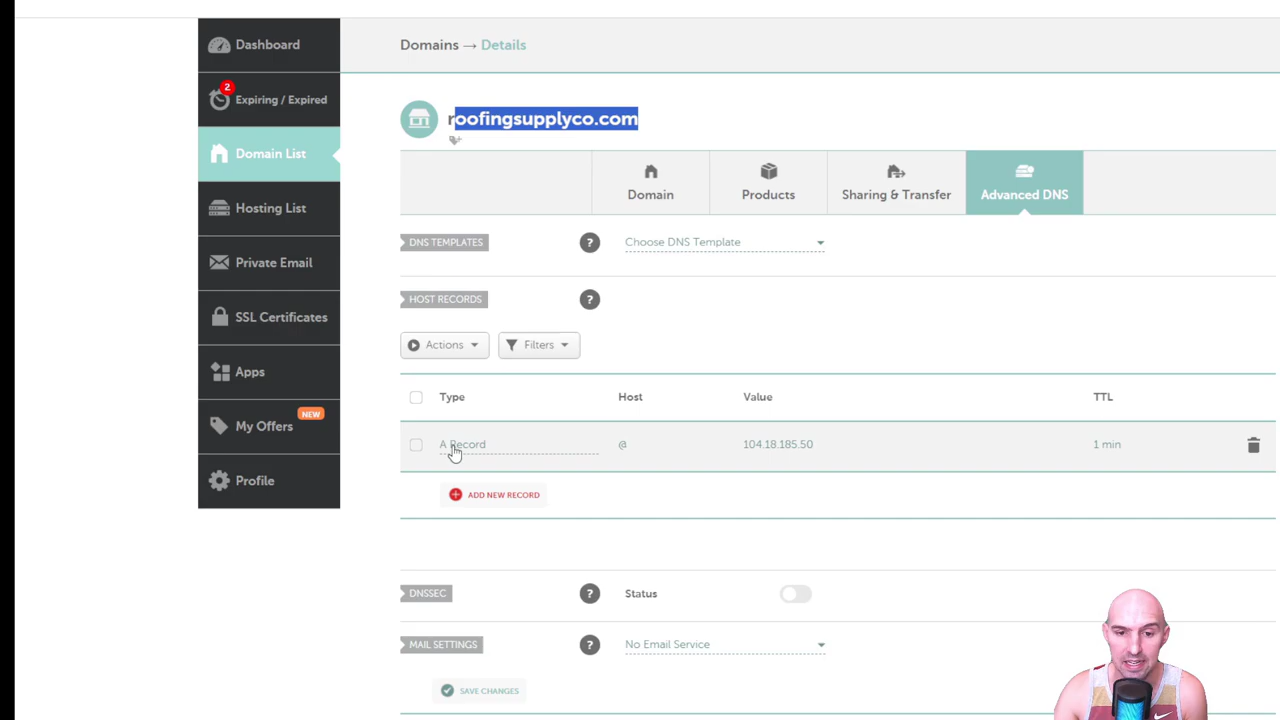 Dashboard
2
Expiring / Expired
Domain List
Hosting List
Private Email
SSL Certificates
Apps
NEW
My Offers
Profile
Domains → Details
roofingsupplyco.com
Domain
Products
Sharing & Transfer
Advanced DNS
DNS TEMPLATES
?
Choose DNS Template
HOST RECORDS
?
Actions
Filters
Type Host Value TTL
A Record @ 104.18.185.50 1 min
ADD NEW RECORD
DNSSEC
?
Status
MAIL SETTINGS
?
No Email Service
SAVE CHANGES